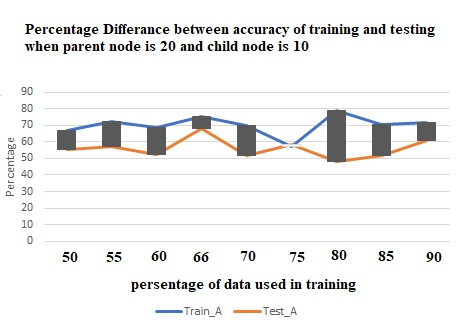 Percentage Differance between accuracy of training and testing
when parent node is 20 and child node is 10
90
80
70
60
50
40
30
20
10
0
Percentage
50 55 60 66 70 75 80 85 90
persentage of data used in training
Train_A Test_A